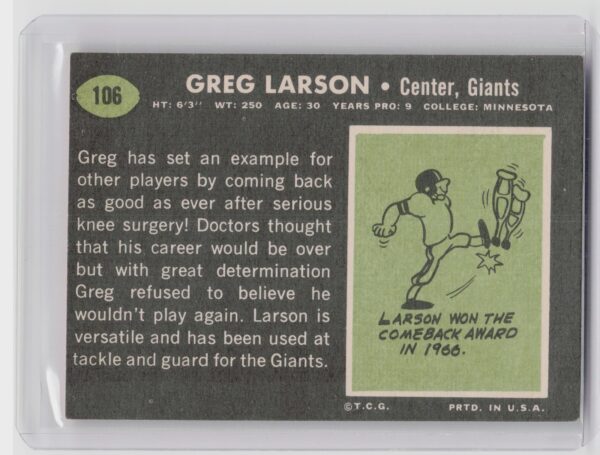 106
GREG LARSON • Center, Giants
HT: 6'3" WT: 250 AGE: 30 YEARS PRO: 9 COLLEGE: MINNESOTA
Greg has set an example for
other players by coming back
as good as ever after serious
knee surgery! Doctors thought
that his career would be over
but with great determination
Greg refused to believe he
wouldn't play again. Larson is
versatile and has been used at
tackle and guard for the Giants.
LARSON WON THE
COMEBACK AWARD
IN 1966.
©T.C.G. PRTD. IN U.S.A.